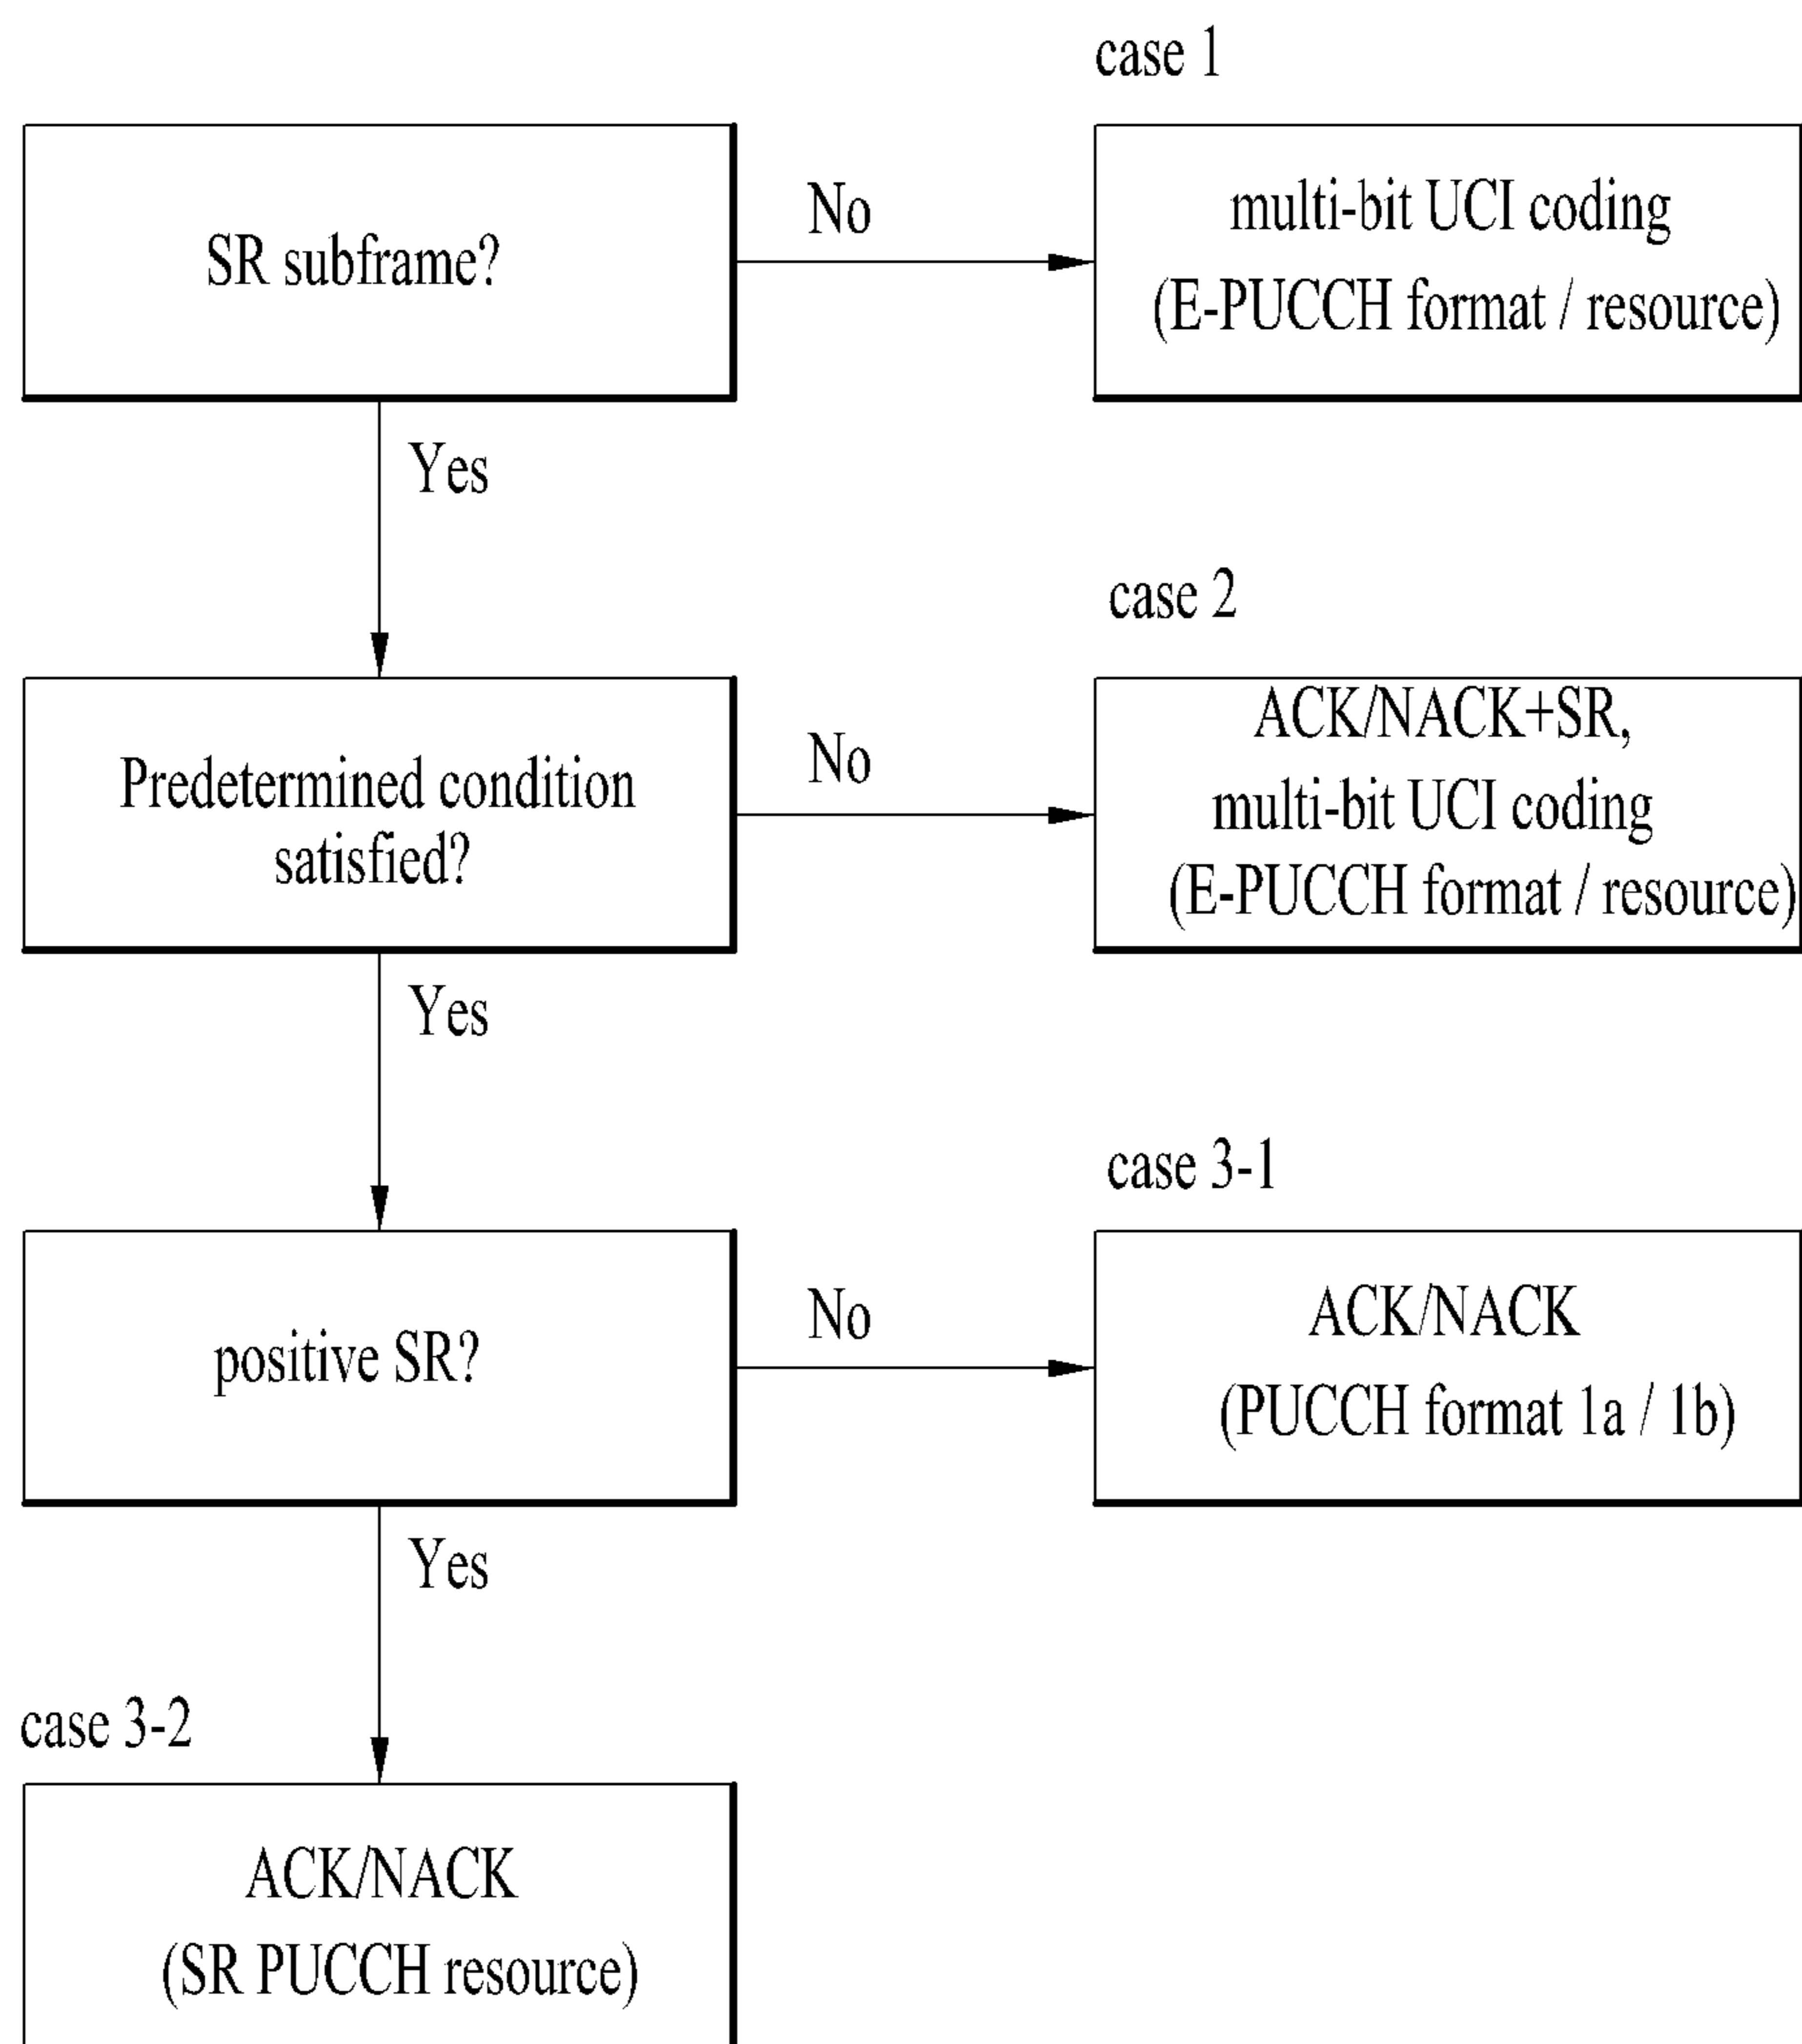 case 1
SR subframe?
No
multi-bit UCI coding
(E-PUCCH format / resource)
Yes
case 2
Predetermined condition
satisfied?
No
ACK/NACK+SR,
multi-bit UCI coding
(E-PUCCH format / resource)
Yes
case 3-1
positive SR?
No
ACK/NACK
(PUCCH format 1a / 1b)
Yes
case 3-2
ACK/NACK
(SR PUCCH resource)